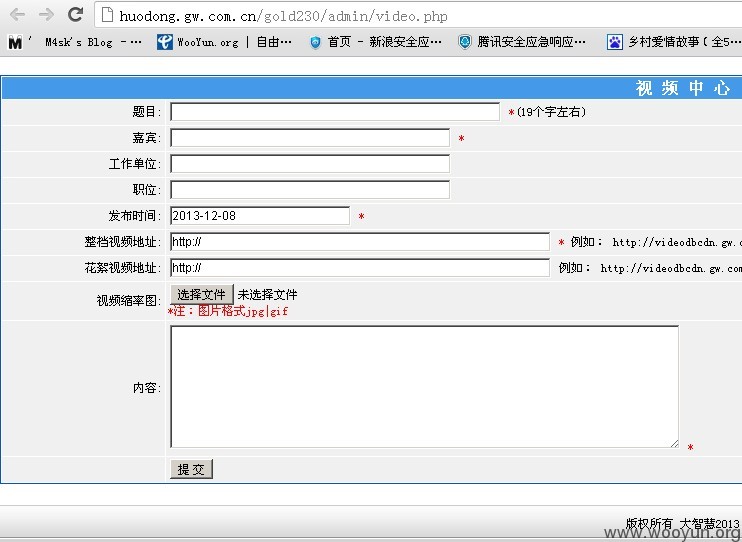 huodong.gw.com.cn/gold230/admin/video.php
M ' M4sk's Blog - ··· WooYun.org | 自由··· 首页 - 新浪安全应··· 腾讯安全应急响应··· 乡村爱情故事（全5···
视 频 中 心
题目: *(19个字左右)
嘉宾: *
工作单位:
职位:
发布时间: 2013-12-08 *
整档视频地址: http:// * 例如： http://videodbcdn.gw.c
花絮视频地址: http:// 例如： http://videodbcdn.gw.com
视频缩率图: 选择文件 未选择文件
*注：图片格式jpg|gif
内容: *
提 交
版权所有 大智慧2013
www.wooyun.org